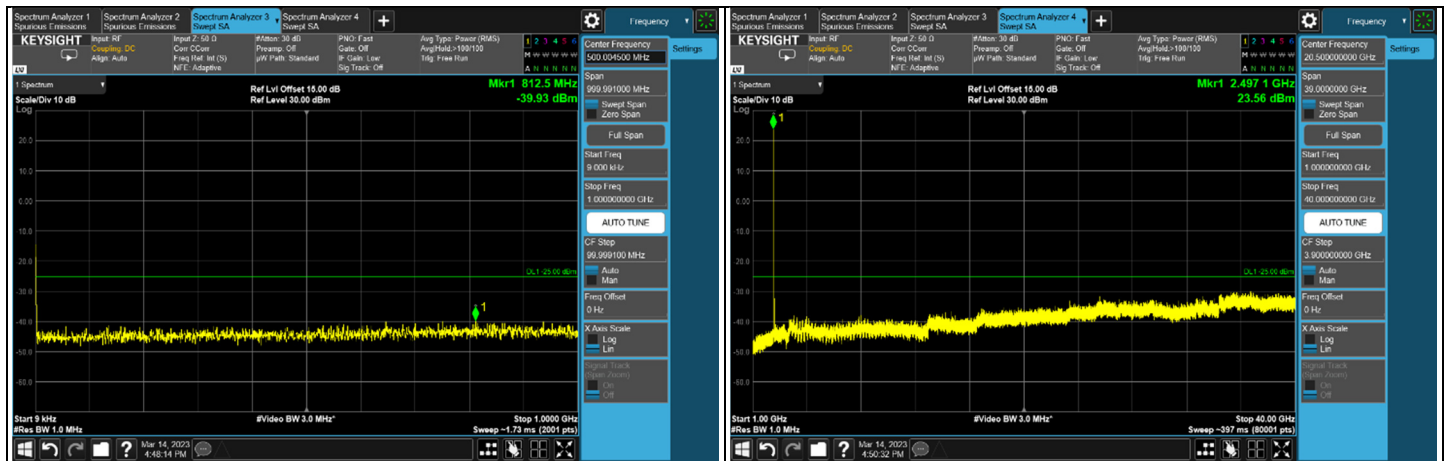 Spectrum Analyzer 1
Spurious Emissions
Spectrum Analyzer 2
Spurious Emissions
Spectrum Analyzer 3
Swept SA
Spectrum Analyzer 4
Swept SA
Frequency
KEYSIGHT
Input: RF
Coupling: DC
Align: Auto
Input Z: 50 Ω
Corr CCorr
Freq Ref: Int (S)
NFE: Adaptive
#Atten: 30 dB
Preamp: Off
µW Path: Standard
PNO: Fast
Gate: Off
IF Gain: Low
Sig Track: Off
Avg Type: Power (RMS)
Avg|Hold:>100/100
Trig: Free Run
1 2 3 4 5 6
M W W W W W
A N N N N N
Center Frequency
500.004500 MHz
Settings
1 Spectrum
Scale/Div 10 dB
Log
Ref Lvl Offset 15.00 dB
Ref Level 30.00 dBm
Mkr1 812.5 MHz
-39.93 dBm
Span
999.991000 MHz
Swept Span
Zero Span
Full Span
Start Freq
9.000 kHz
Stop Freq
1.000000000 GHz
AUTO TUNE
CF Step
99.999100 MHz
Auto
Man
Freq Offset
0 Hz
X Axis Scale
Log
Lin
Signal Track
(Span Zoom)
On
Off
20.0
10.0
0.00
-10.0
-20.0
-30.0
-40.0
-50.0
-60.0
1
DL1 -25.00 dBm
Start 9 kHz
#Res BW 1.0 MHz
#Video BW 3.0 MHz*
Stop 1.0000 GHz
Sweep ~1.73 ms (2001 pts)
Mar 14, 2023
4:48:14 PM
Spectrum Analyzer 1
Spurious Emissions
Spectrum Analyzer 2
Spurious Emissions
Spectrum Analyzer 3
Swept SA
Spectrum Analyzer 4
Swept SA
Frequency
KEYSIGHT
Input: RF
Coupling: DC
Align: Auto
Input Z: 50 Ω
Corr CCorr
Freq Ref: Int (S)
NFE: Adaptive
#Atten: 30 dB
Preamp: Off
µW Path: Standard
PNO: Fast
Gate: Off
IF Gain: Low
Sig Track: Off
Avg Type: Power (RMS)
Avg|Hold:>100/100
Trig: Free Run
1 2 3 4 5 6
M W W W W W
A N N N N N
Center Frequency
20.500000000 GHz
Settings
1 Spectrum
Scale/Div 10 dB
Log
Ref Lvl Offset 15.00 dB
Ref Level 30.00 dBm
Mkr1 2.497 1 GHz
23.56 dBm
Span
39.0000000 GHz
Swept Span
Zero Span
Full Span
Start Freq
1.000000000 GHz
Stop Freq
40.000000000 GHz
AUTO TUNE
CF Step
3.900000000 GHz
Auto
Man
Freq Offset
0 Hz
X Axis Scale
Log
Lin
Signal Track
(Span Zoom)
On
Off
20.0
10.0
0.00
-10.0
-20.0
-30.0
-40.0
-50.0
-60.0
1
DL1 -25.00 dBm
Start 1.00 GHz
#Res BW 1.0 MHz
#Video BW 3.0 MHz*
Stop 40.00 GHz
Sweep ~397 ms (80001 pts)
Mar 14, 2023
4:50:32 PM